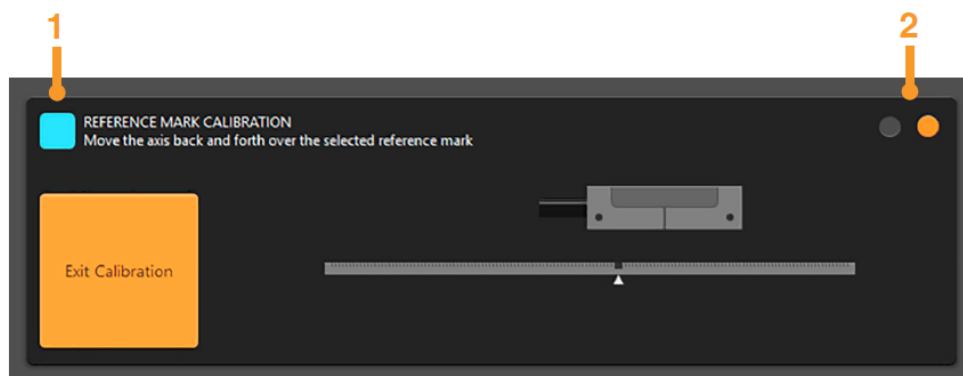 1
2
REFERENCE MARK CALIBRATION
Move the axis back and forth over the selected reference mark
Exit Calibration